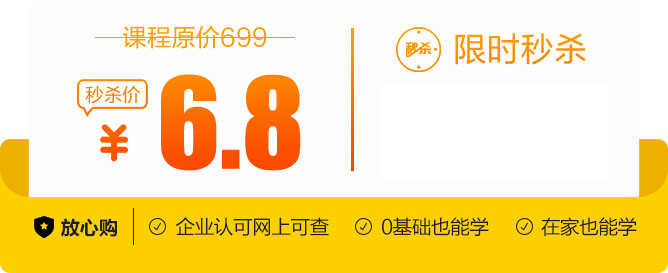 课程原价699
秒杀价
¥6.8
秒杀
限时秒杀
放心购
企业认可网上可查
0基础也能学
在家也能学